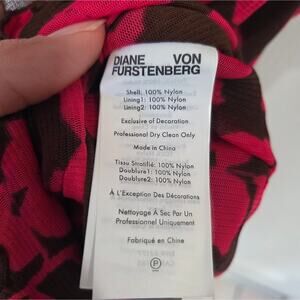 DIANE VON
FURSTENBERG
Shell: 100% Nylon
Lining1: 100% Nylon
Lining2: 100% Nylon
Exclusive of Decoration
Professional Dry Clean Only
Made in China
Tissu Stratifié: 100% Nylon
Doublure1: 100% Nylon
Doublure2: 100% Nylon
À L'Exception Des Décorations
Nettoyage À Sec Par Un
Professionnel Uniquement
Fabriqué en Chine
P